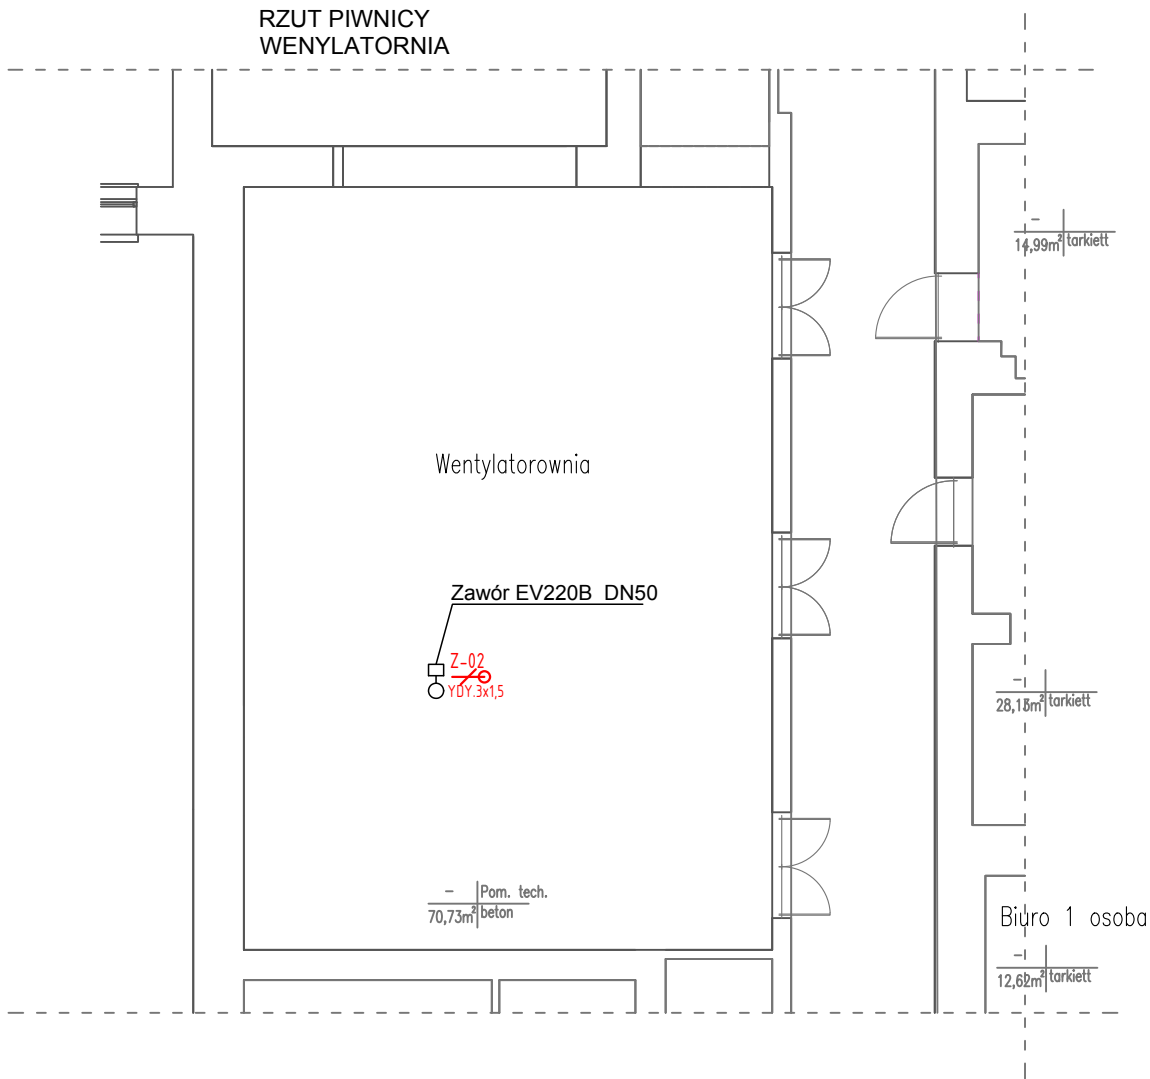 RZUT PIWNICY
WENYLATORNIA
–
14,99m² tarkiett
Wentylatorownia
Zawór EV220B DN50
Z-02
YDY.3x1,5
–
28,13m² tarkiett
– Pom. tech.
70,73m² beton
Biuro 1 osoba
–
12,62m² tarkiett